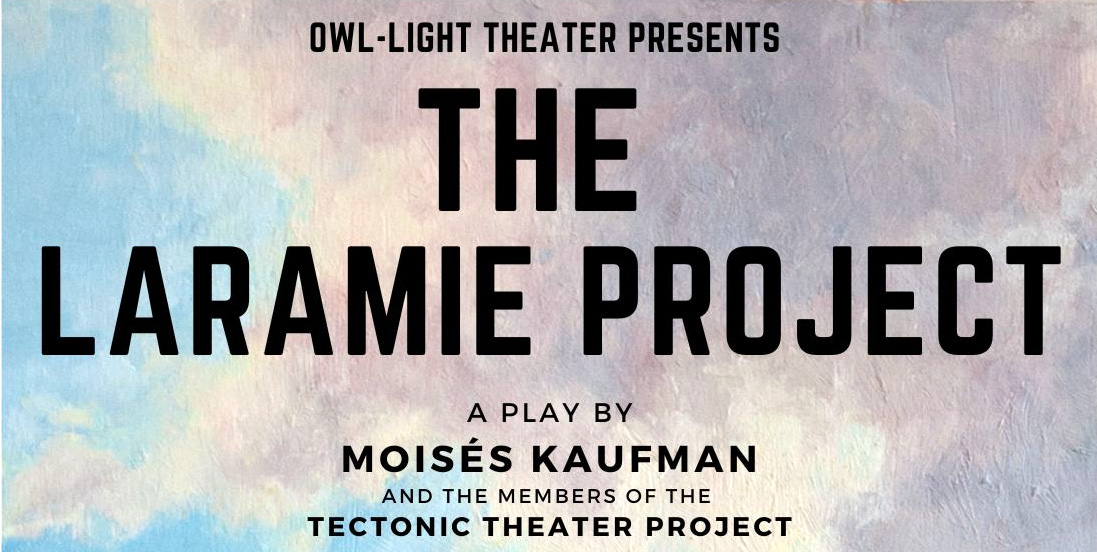 OWL-LIGHT THEATER PRESENTS
THE
LARAMIE PROJECT
A PLAY BY
MOISÉS KAUFMAN
AND THE MEMBERS OF THE
TECTONIC THEATER PROJECT